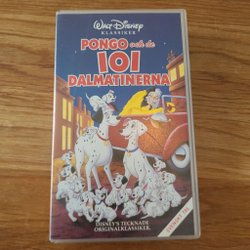 Walt Disney
KLASSIKER
PONGO och de
101
DALMATINERNA
DISNEY'S TECKNADE
ORIGINALKLASSIKER.